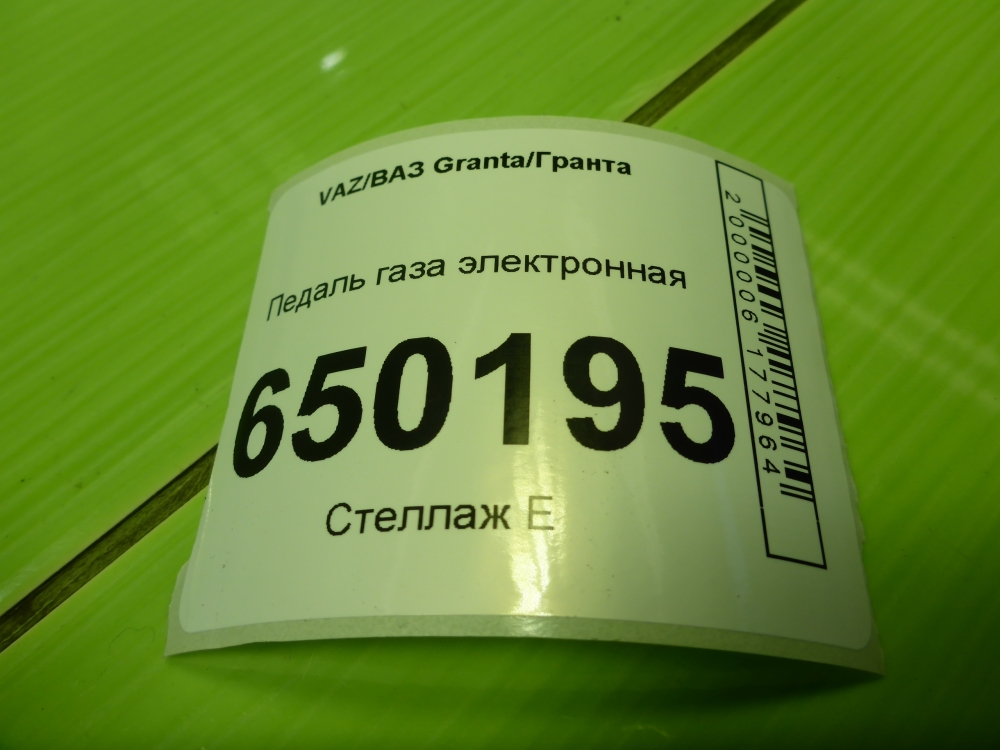 VAZ/ВАЗ Granta/Гранта
Педаль газа электронная
650195
Стеллаж E
2000006177964